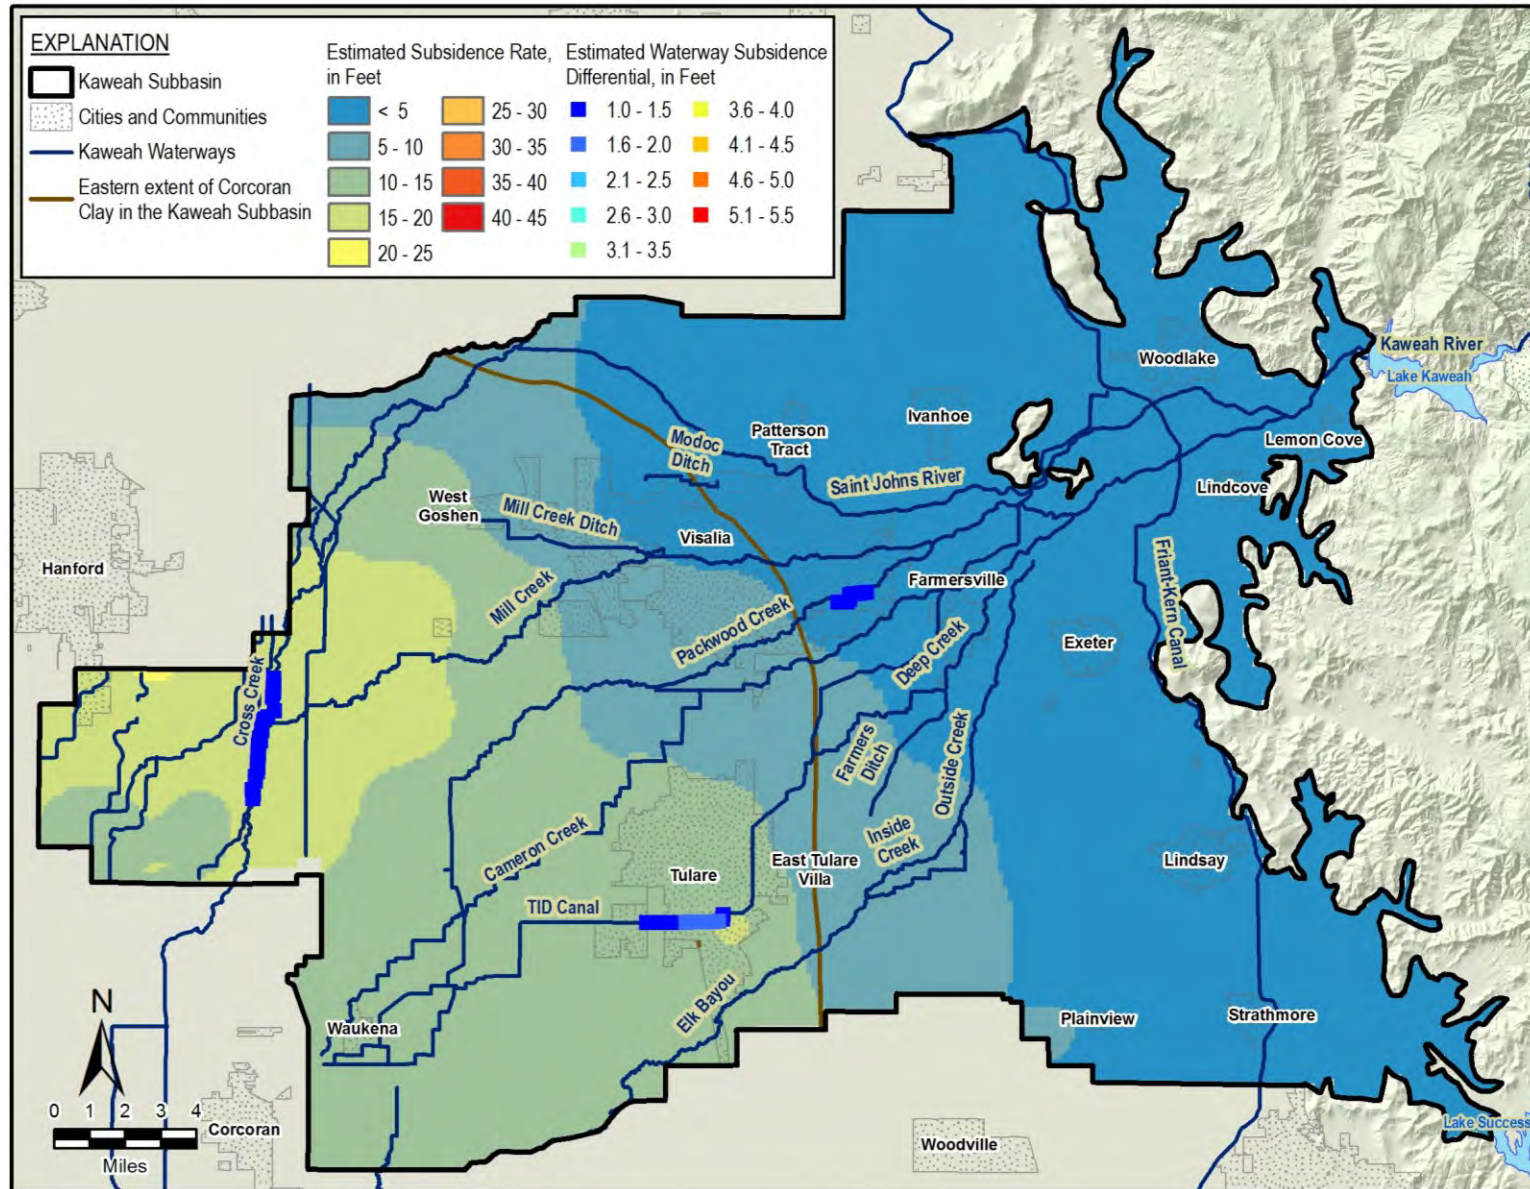 EXPLANATION
Kaweah Subbasin
Cities and Communities
Kaweah Waterways
Eastern extent of Corcoran
Clay in the Kaweah Subbasin
Estimated Subsidence Rate,
in Feet
< 5
5 - 10
10 - 15
15 - 20
20 - 25
25 - 30
30 - 35
35 - 40
40 - 45
Estimated Waterway Subsidence
Differential, in Feet
1.0 - 1.5
1.6 - 2.0
2.1 - 2.5
2.6 - 3.0
3.1 - 3.5
3.6 - 4.0
4.1 - 4.5
4.6 - 5.0
5.1 - 5.5
Kaweah River
Woodlake
Lake Kaweah
Ivanhoe
Patterson
Tract
Lemon Cove
Modoc
Ditch
Saint Johns River
Lindcove
West
Goshen
Mill Creek Ditch
Visalia
Hanford
Mill Creek
Farmersville
Friant-Kern Canal
Packwood Creek
Exeter
Deep Creek
Cross Creek
Farmers
Ditch
Outside Creek
Inside
Creek
Cameron Creek
East Tulare
Villa
Lindsay
Tulare
TID Canal
Elk Bayou
N
Waukena
Plainview
Strathmore
0 1 2 3 4
Miles
Corcoran
Woodville
Lake Success